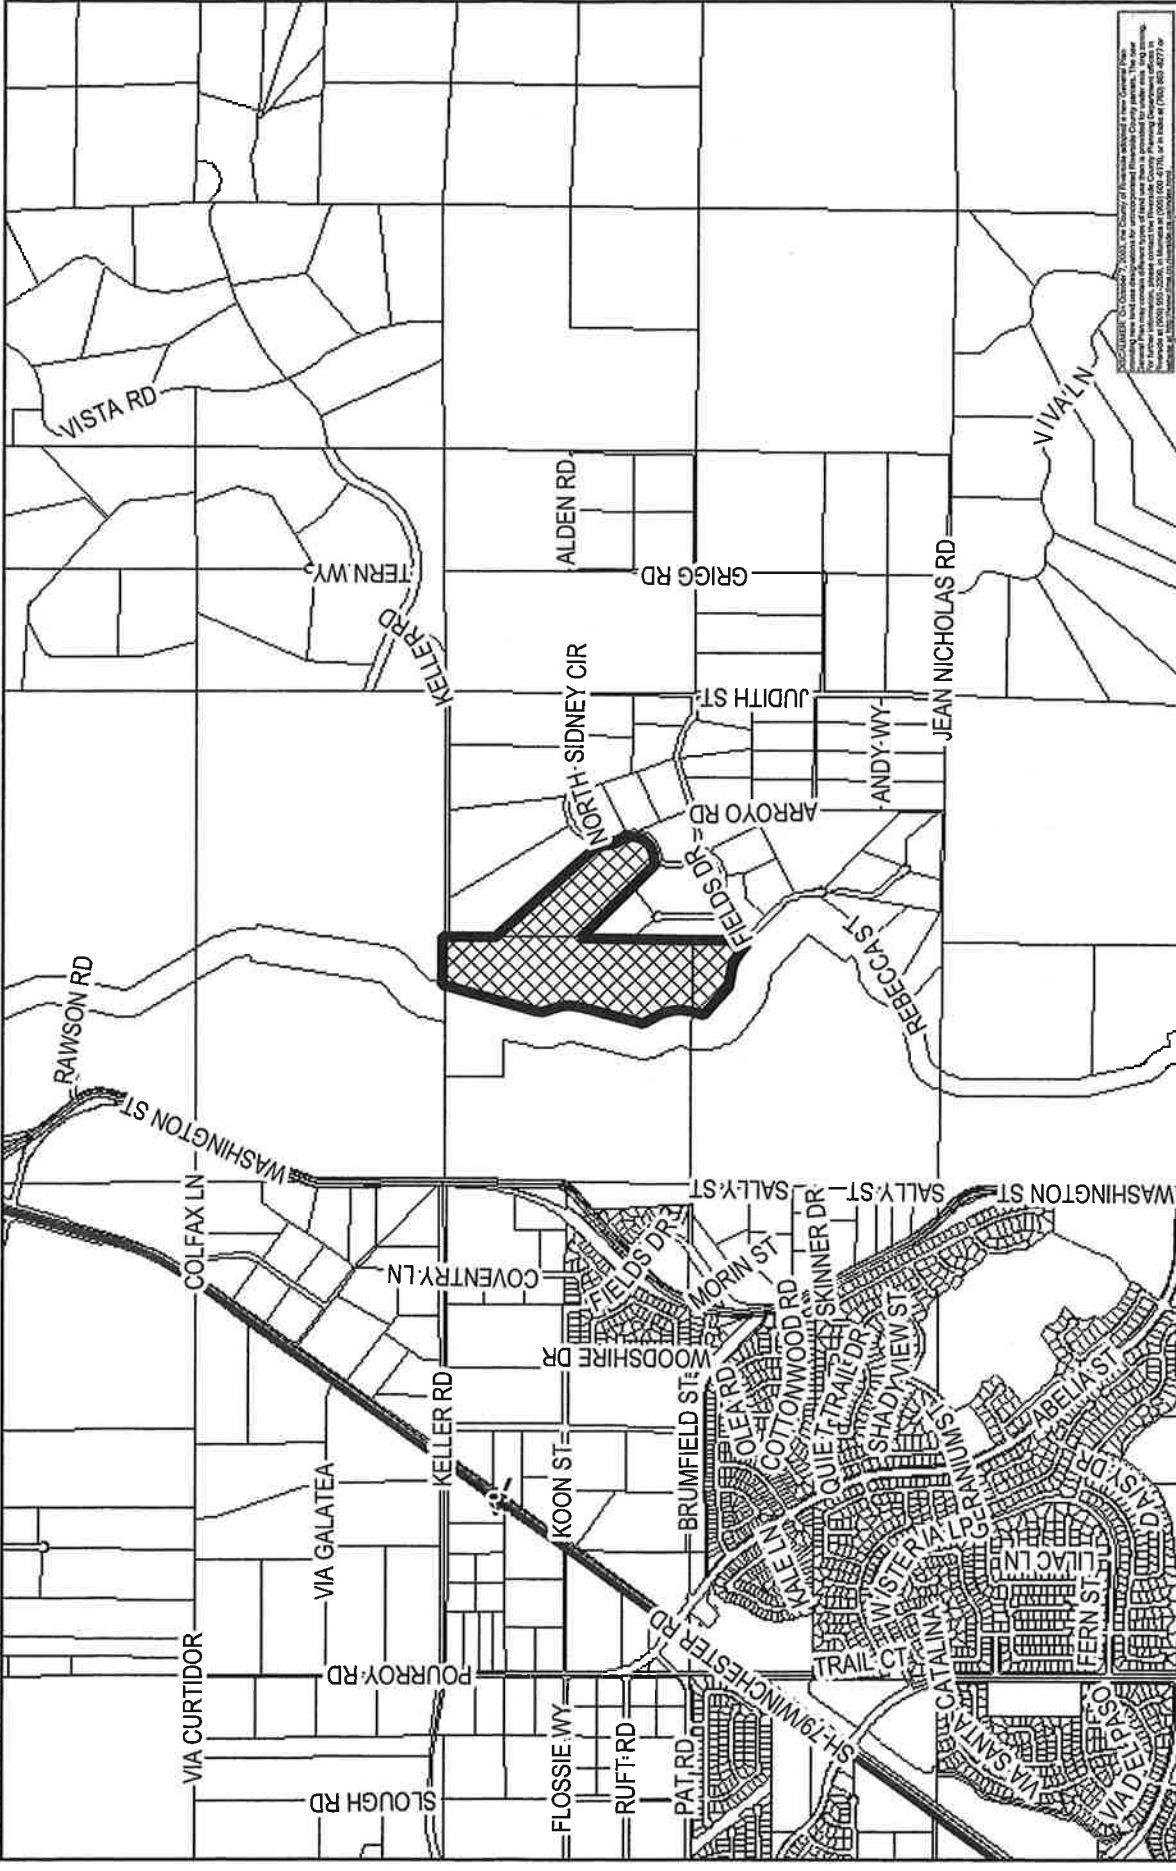 VISTA RD
TERN WY
KELLER RD
ALDEN RD
GRIGG RD
JEAN NICHOLAS RD
VIVA LN
NORTH SIDNEY CIR
JUDITH ST
ANDY WY
ARROYO RD
FIELDS DR
REBECCA ST
RAWSON RD
WASHINGTON ST
COLFAX LN
SALLY ST
SALLY ST
SALLY ST
WASHINGTON ST
COVENTRY LN
FIELDS DR
MORIN ST
SKINNER DR
WOODSHIRE DR
KELLER RD
KOON ST
BRUMFIELD ST
OLEA RD
COTTONWOOD RD
QUIET TRAIL DR
SHADY VIEW ST
ABELIA ST
GERANIUM ST
DAISY DR
VIA GALATEA
KALE LN
WISTERIA LP
LILAC LN
FERN ST
VIA CURTIDOR
POURROY RD
SH-79/WINCHESTER RD
TRAIL CT
VIA SANTA CATALINA
VIA DEL PASO
SLOUGH RD
FLOSSIE WY
RUFT RD
PAT RD